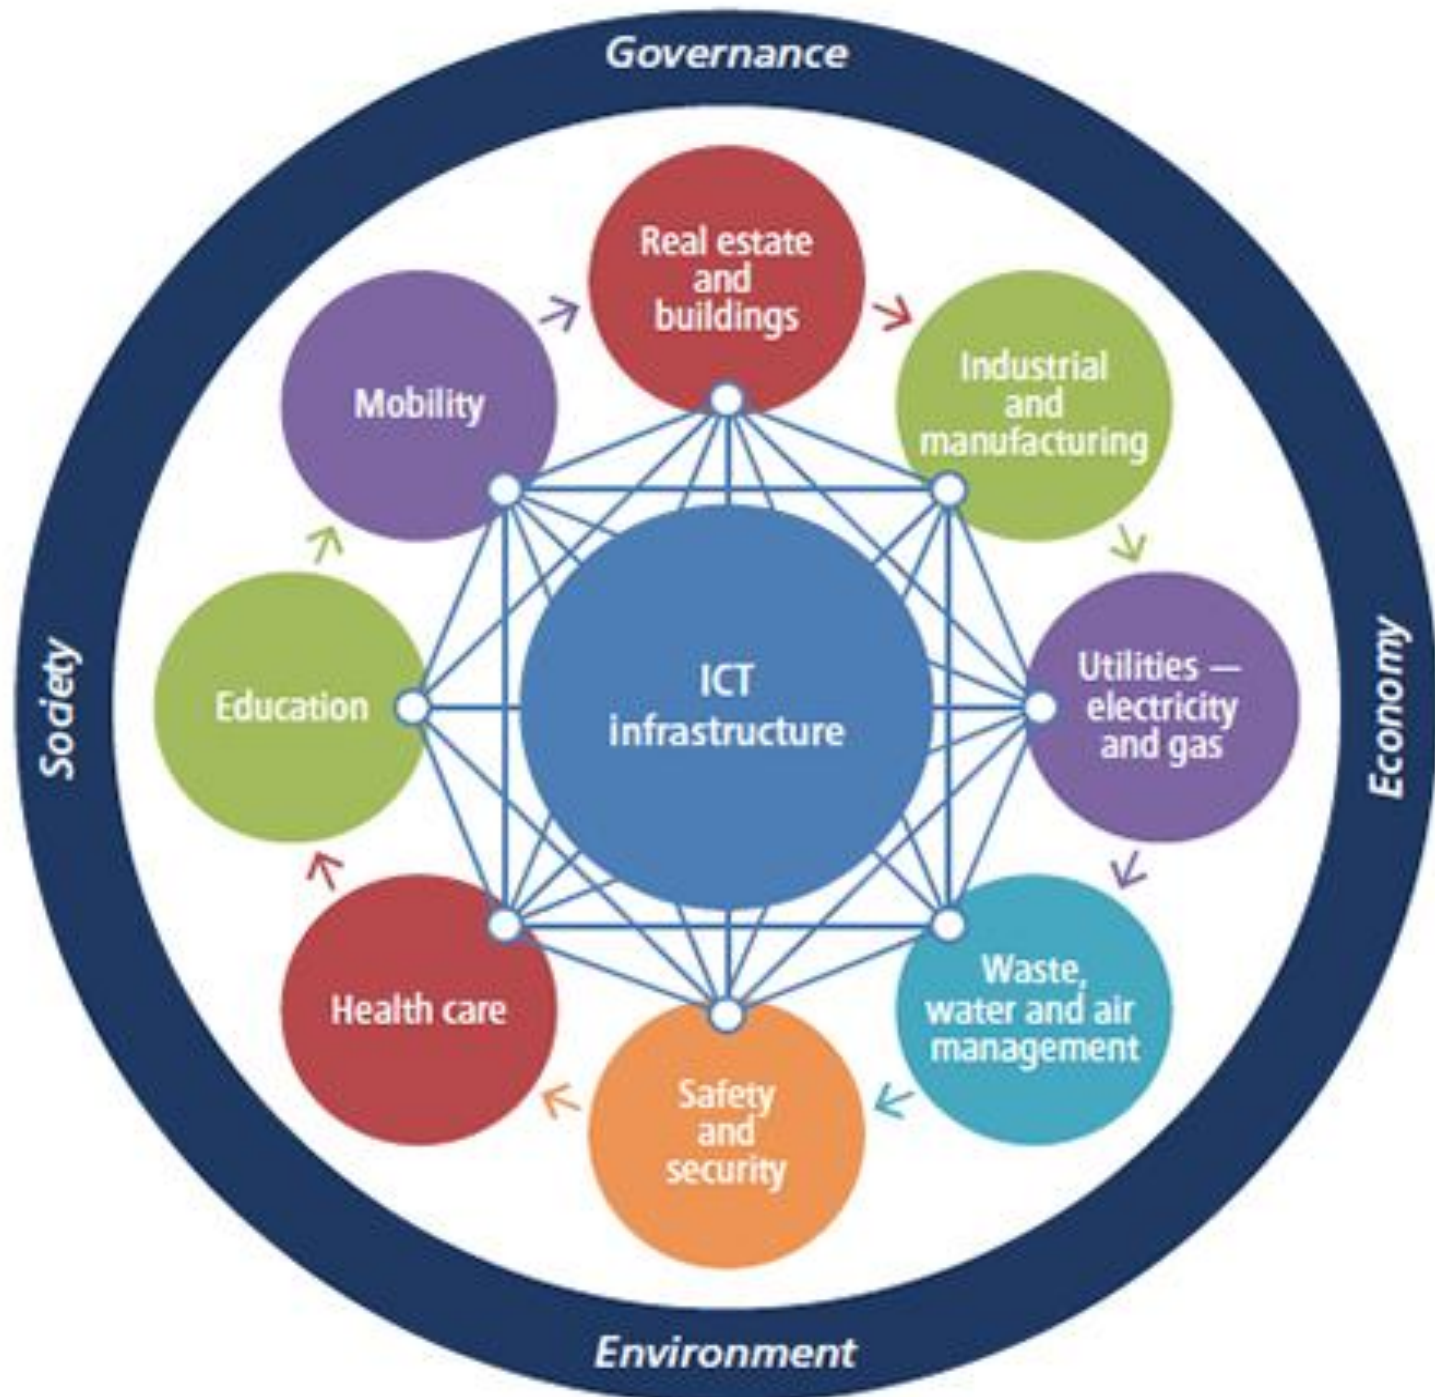 Governance
Real estate
and
buildings
Industrial
and
manufacturing
Mobility
Utilities —
electricity
and gas
ICT
infrastructure
Education
Society
Economy
Waste,
water and air
management
Health care
Safety
and
security
Environment